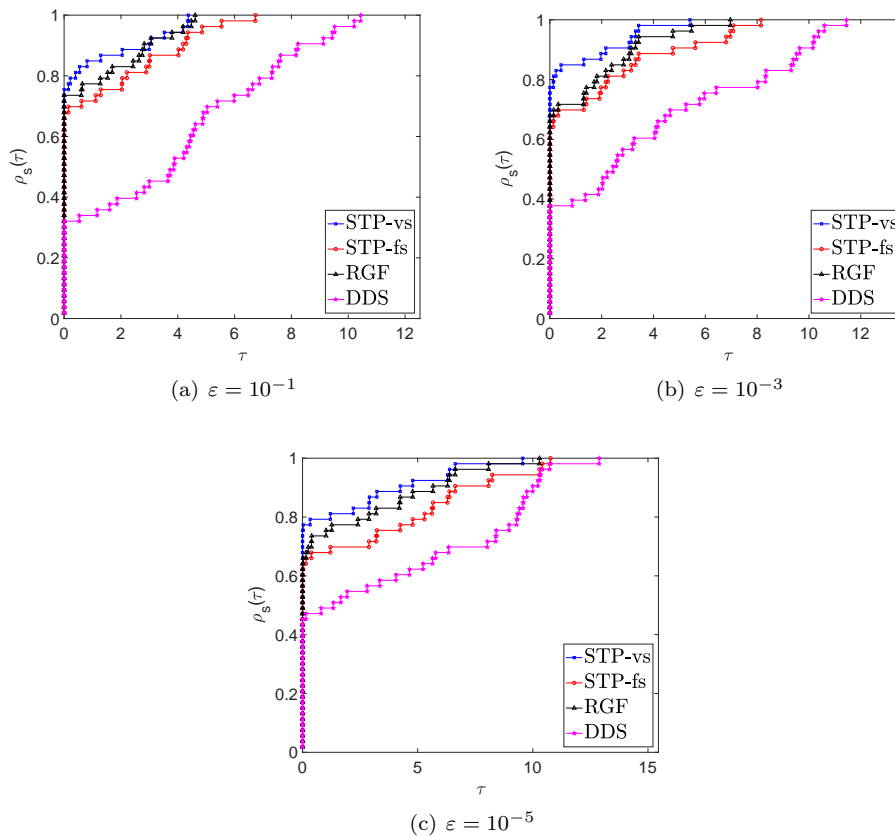 1
0.8
0.6
0.4
0.2
0
ρs(τ)
0 2 4 6 8 10 12
τ
STP-vs
STP-fs
RGF
DDS
(a) ε = 10⁻¹
1
0.8
0.6
0.4
0.2
0
ρs(τ)
0 2 4 6 8 10 12
τ
STP-vs
STP-fs
RGF
DDS
(b) ε = 10⁻³
1
0.8
0.6
0.4
0.2
0
ρs(τ)
0 5 10 15
τ
STP-vs
STP-fs
RGF
DDS
(c) ε = 10⁻⁵